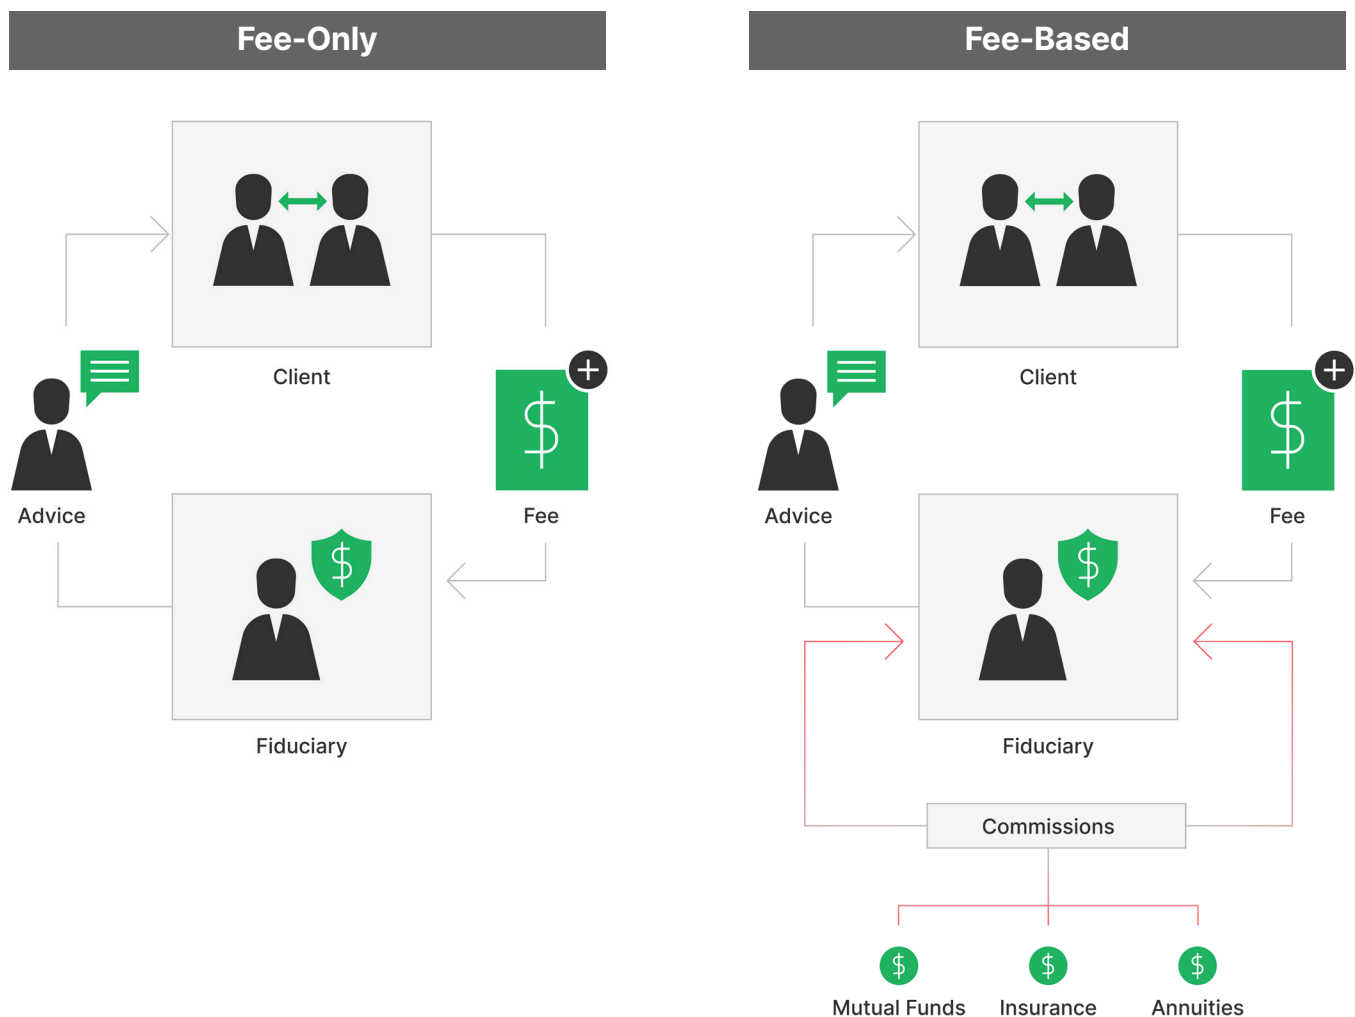 Fee-Only
Client
Advice
Fee
Fiduciary
Fee-Based
Client
Advice
Fee
Fiduciary
Commissions
Mutual Funds
Insurance
Annuities